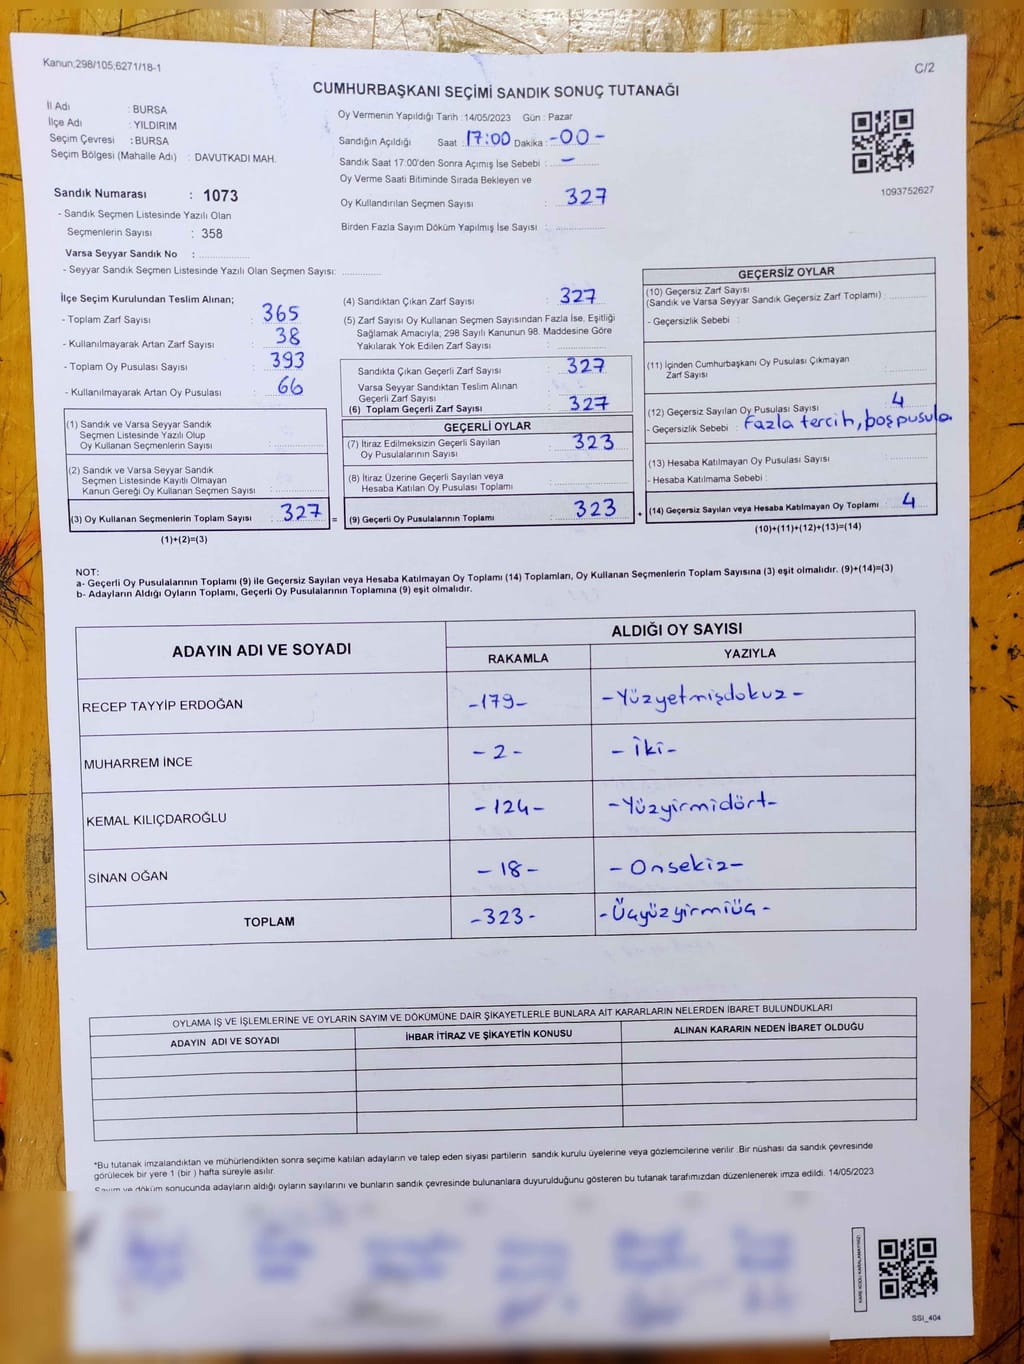 Kanun;298/105;6271/18-1
C/2
CUMHURBAŞKANI SEÇİMİ SANDIK SONUÇ TUTANAĞI
İl Adı : BURSA
İlçe Adı : YILDIRIM
Seçim Çevresi : BURSA
Seçim Bölgesi (Mahalle Adı) : DAVUTKADI MAH.
Sandık Numarası : 1073
- Sandık Seçmen Listesinde Yazılı Olan
Seçmenlerin Sayısı : 358
Varsa Seyyar Sandık No :
- Seyyar Sandık Seçmen Listesinde Yazılı Olan Seçmen Sayısı:
Oy Vermenin Yapıldığı Tarih : 14/05/2023 Gün : Pazar
Sandığın Açıldığı Saat : 17:00 Dakika : -00-
Sandık Saat 17:00'den Sonra Açımış İse Sebebi : -
Oy Verme Saati Bitiminde Sırada Bekleyen ve
Oy Kullandırılan Seçmen Sayısı : 327
Birden Fazla Sayım Döküm Yapılmış İse Sayısı :
1093752627
İlçe Seçim Kurulundan Teslim Alınan;
- Toplam Zarf Sayısı : 365
- Kullanılmayarak Artan Zarf Sayısı : 38
- Toplam Oy Pusulası Sayısı : 393
- Kullanılmayarak Artan Oy Pusulası : 66
(1) Sandık ve Varsa Seyyar Sandık
Seçmen Listesinde Yazılı Olup
Oy Kullanan Seçmenlerin Sayısı :
(2) Sandık ve Varsa Seyyar Sandık
Seçmen Listesinde Kayıtlı Olmayan
Kanun Gereği Oy Kullanan Seçmen Sayısı :
(3) Oy Kullanan Seçmenlerin Toplam Sayısı : 327 =
(1)+(2)=(3)
(4) Sandıktan Çıkan Zarf Sayısı : 327
(5) Zarf Sayısı Oy Kullanan Seçmen Sayısından Fazla İse, Eşitliği
Sağlamak Amacıyla; 298 Sayılı Kanunun 98. Maddesine Göre
Yakılarak Yok Edilen Zarf Sayısı :
Sandıkta Çıkan Geçerli Zarf Sayısı : 327
Varsa Seyyar Sandıktan Teslim Alınan
Geçerli Zarf Sayısı :
(6) Toplam Geçerli Zarf Sayısı : 327
GEÇERLİ OYLAR
(7) İtiraz Edilmeksizin Geçerli Sayılan
Oy Pusulalarının Sayısı : 323
(8) İtiraz Üzerine Geçerli Sayılan veya
Hesaba Katılan Oy Pusulası Toplamı :
(9) Geçerli Oy Pusulalarının Toplamı : 323 +
GEÇERSİZ OYLAR
(10) Geçersiz Zarf Sayısı
(Sandık ve Varsa Seyyar Sandık Geçersiz Zarf Toplamı) :
- Geçersizlik Sebebi :
(11) İçinden Cumhurbaşkanı Oy Pusulası Çıkmayan
Zarf Sayısı :
(12) Geçersiz Sayılan Oy Pusulası Sayısı : 4
- Geçersizlik Sebebi : Fazla tercih, boş pusula.
(13) Hesaba Katılmayan Oy Pusulası Sayısı :
- Hesaba Katılmama Sebebi :
(14) Geçersiz Sayılan veya Hesaba Katılmayan Oy Toplamı : 4
(10)+(11)+(12)+(13)=(14)
NOT:
a- Geçerli Oy Pusulalarının Toplamı (9) ile Geçersiz Sayılan veya Hesaba Katılmayan Oy Toplamı (14) Toplamları, Oy Kullanan Seçmenlerin Toplam Sayısına (3) eşit olmalıdır. (9)+(14)=(3)
b- Adayların Aldığı Oyların Toplamı, Geçerli Oy Pusulalarının Toplamına (9) eşit olmalıdır.
ADAYIN ADI VE SOYADI
ALDIĞI OY SAYISI
RAKAMLA YAZIYLA
RECEP TAYYİP ERDOĞAN -179- -Yüzyetmişdokuz-
MUHARREM İNCE -2- -İki-
KEMAL KILIÇDAROĞLU -124- -Yüzyirmidört-
SİNAN OĞAN -18- -Onsekiz-
TOPLAM -323- -Üçyüzyirmiüç-
OYLAMA İŞ VE İŞLEMLERİNE VE OYLARIN SAYIM VE DÖKÜMÜNE DAİR ŞİKAYETLERLE BUNLARA AİT KARARLARIN NELERDEN İBARET BULUNDUKLARI
ADAYIN ADI VE SOYADI İHBAR İTİRAZ VE ŞİKAYETİN KONUSU ALINAN KARARIN NEDEN İBARET OLDUĞU
*Bu tutanak imzalandıktan ve mühürlendikten sonra seçime katılan adayların ve talep eden siyasi partilerin sandık kurulu üyelerine veya gözlemcilerine verilir .Bir nüshası da sandık çevresinde
görülecek bir yere 1 (bir ) hafta süreyle asılır.
Sayım ve döküm sonucunda adayların aldığı oyların sayılarını ve bunların sandık çevresinde bulunanlara duyurulduğunu gösteren bu tutanak tarafımızdan düzenlenerek imza edildi. 14/05/2023
KARE KODU KARALAMAYINIZ!
SSI_404